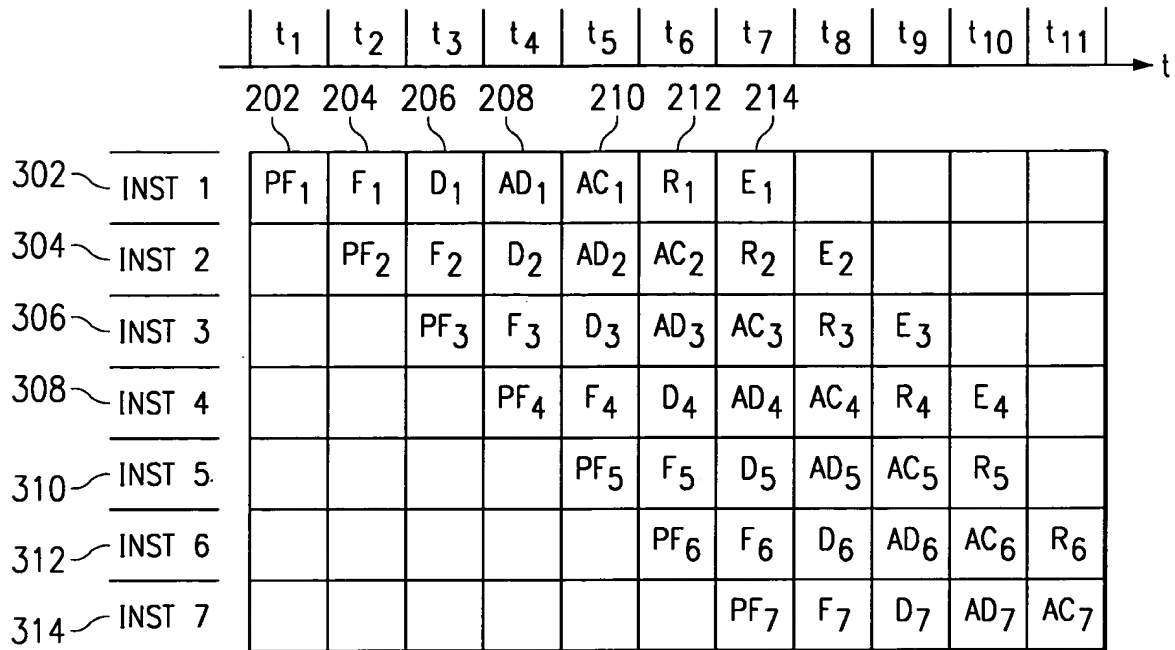 t1 t2 t3 t4 t5 t6 t7 t8 t9 t10 t11
t
202 204 206 208 210 212 214
302 INST 1 PF1 F1 D1 AD1 AC1 R1 E1
304 INST 2 PF2 F2 D2 AD2 AC2 R2 E2
306 INST 3 PF3 F3 D3 AD3 AC3 R3 E3
308 INST 4 PF4 F4 D4 AD4 AC4 R4 E4
310 INST 5 PF5 F5 D5 AD5 AC5 R5
312 INST 6 PF6 F6 D6 AD6 AC6 R6
314 INST 7 PF7 F7 D7 AD7 AC7